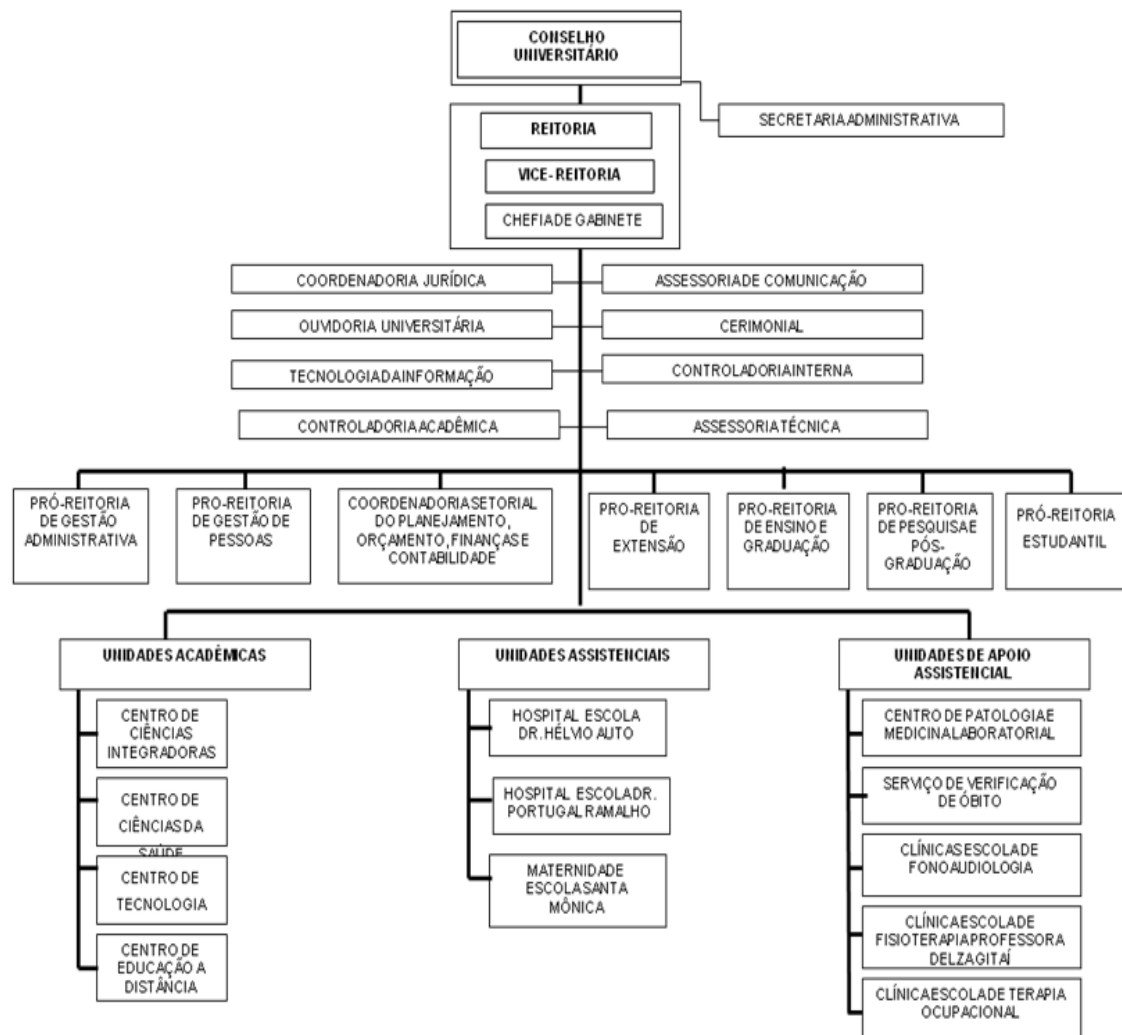 CONSELHO
UNIVERSITÁRIO
SECRETARIA ADMINISTRATIVA
REITORIA
VICE- REITORIA
CHEFIA DE GABINETE
COORDENADORIA JURÍDICA
ASSESSORIA DE COMUNICAÇÃO
OUVIDORIA UNIVERSITÁRIA
CERIMONIAL
TECNOLOGIA DA INFORMAÇÃO
CONTROLADORIA INTERNA
CONTROLADORIA ACADÊMICA
ASSESSORIA TÉCNICA
PRÓ-REITORIA
DE GESTÃO
ADMINISTRATIVA
PRO-REITORIA
DE GESTÃO DE
PESSOAS
COORDENADORIA SETORIAL
DO PLANEJAMENTO,
ORÇAMENTO, FINANÇAS E
CONTABILIDADE
PRO-REITORIA
DE
EXTENSÃO
PRO-REITORIA
DE ENSINO E
GRADUAÇÃO
PRO-REITORIA
DE PESQUISA E
PÓS-
GRADUAÇÃO
PRÓ-REITORIA
ESTUDANTIL
UNIDADES ACADÊMICAS
CENTRO DE
CIÊNCIAS
INTEGRADORAS
CENTRO DE
CIÊNCIAS DA
SAÚDE
CENTRO DE
TECNOLOGIA
CENTRO DE
EDUCAÇÃO A
DISTÂNCIA
UNIDADES ASSISTENCIAIS
HOSPITAL ESCOLA
DR. HÉLVIO AUTO
HOSPITAL ESCOLA DR.
PORTUGAL RAMALHO
MATERNIDADE
ESCOLA SANTA
MÔNICA
UNIDADES DE APOIO
ASSISTENCIAL
CENTRO DE PATOLOGIA E
MEDICINA LABORATORIAL
SERVIÇO DE VERIFICAÇÃO
DE ÓBITO
CLÍNICAS ESCOLA DE
FONOAUDIOLOGIA
CLÍNICA ESCOLA DE
FISIOTERAPIA PROFESSORA
DELZA GITAÍ
CLÍNICA ESCOLA DE TERAPIA
OCUPACIONAL